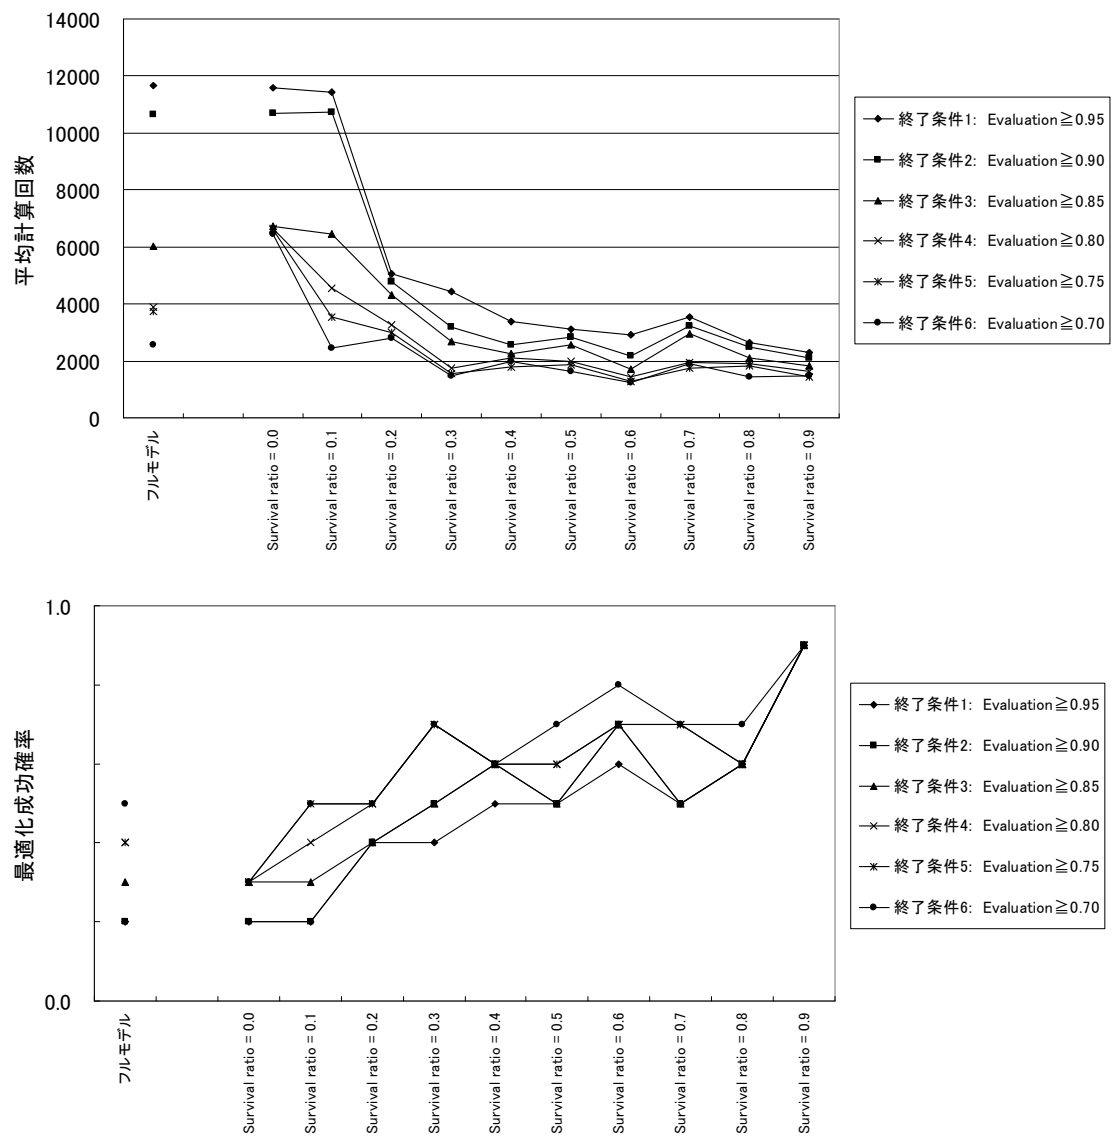 14000
12000
10000
8000
6000
4000
2000
0
平均計算回数
フルモデル
Survival ratio = 0.0
Survival ratio = 0.1
Survival ratio = 0.2
Survival ratio = 0.3
Survival ratio = 0.4
Survival ratio = 0.5
Survival ratio = 0.6
Survival ratio = 0.7
Survival ratio = 0.8
Survival ratio = 0.9
終了条件1: Evaluation≧0.95
終了条件2: Evaluation≧0.90
終了条件3: Evaluation≧0.85
終了条件4: Evaluation≧0.80
終了条件5: Evaluation≧0.75
終了条件6: Evaluation≧0.70
1.0
0.0
最適化成功確率
フルモデル
Survival ratio = 0.0
Survival ratio = 0.1
Survival ratio = 0.2
Survival ratio = 0.3
Survival ratio = 0.4
Survival ratio = 0.5
Survival ratio = 0.6
Survival ratio = 0.7
Survival ratio = 0.8
Survival ratio = 0.9
終了条件1: Evaluation≧0.95
終了条件2: Evaluation≧0.90
終了条件3: Evaluation≧0.85
終了条件4: Evaluation≧0.80
終了条件5: Evaluation≧0.75
終了条件6: Evaluation≧0.70